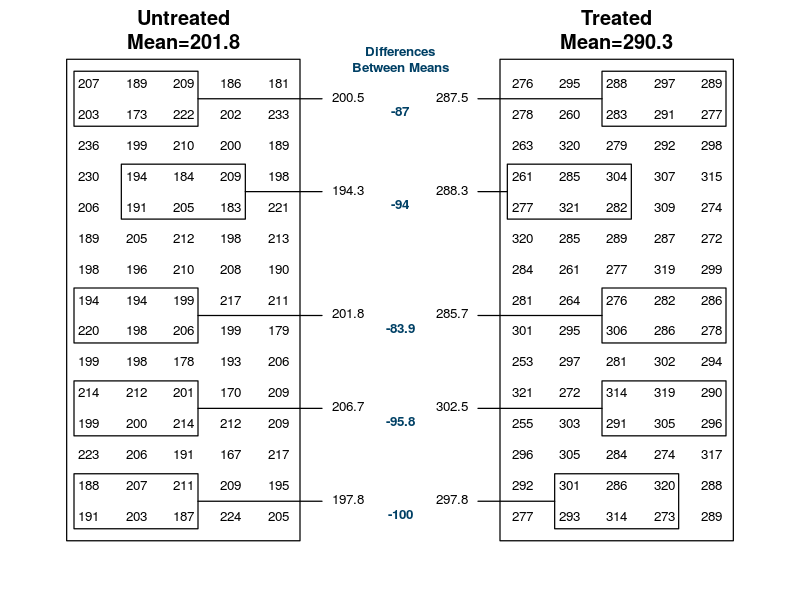 Untreated
Mean=201.8
Treated
Mean=290.3
Differences
Between Means
207 189 209 186 181
203 173 222 202 233
236 199 210 200 189
230 194 184 209 198
206 191 205 183 221
189 205 212 198 213
198 196 210 208 190
194 194 199 217 211
220 198 206 199 179
199 198 178 193 206
214 212 201 170 209
199 200 214 212 209
223 206 191 167 217
188 207 211 209 195
191 203 187 224 205
200.5 287.5
-87
194.3 288.3
-94
201.8 285.7
-83.9
206.7 302.5
-95.8
197.8 297.8
-100
276 295 288 297 289
278 260 283 291 277
263 320 279 292 298
261 285 304 307 315
277 321 282 309 274
320 285 289 287 272
284 261 277 319 299
281 264 276 282 286
301 295 306 286 278
253 297 281 302 294
321 272 314 319 290
255 303 291 305 296
296 305 284 274 317
292 301 286 320 288
277 293 314 273 289